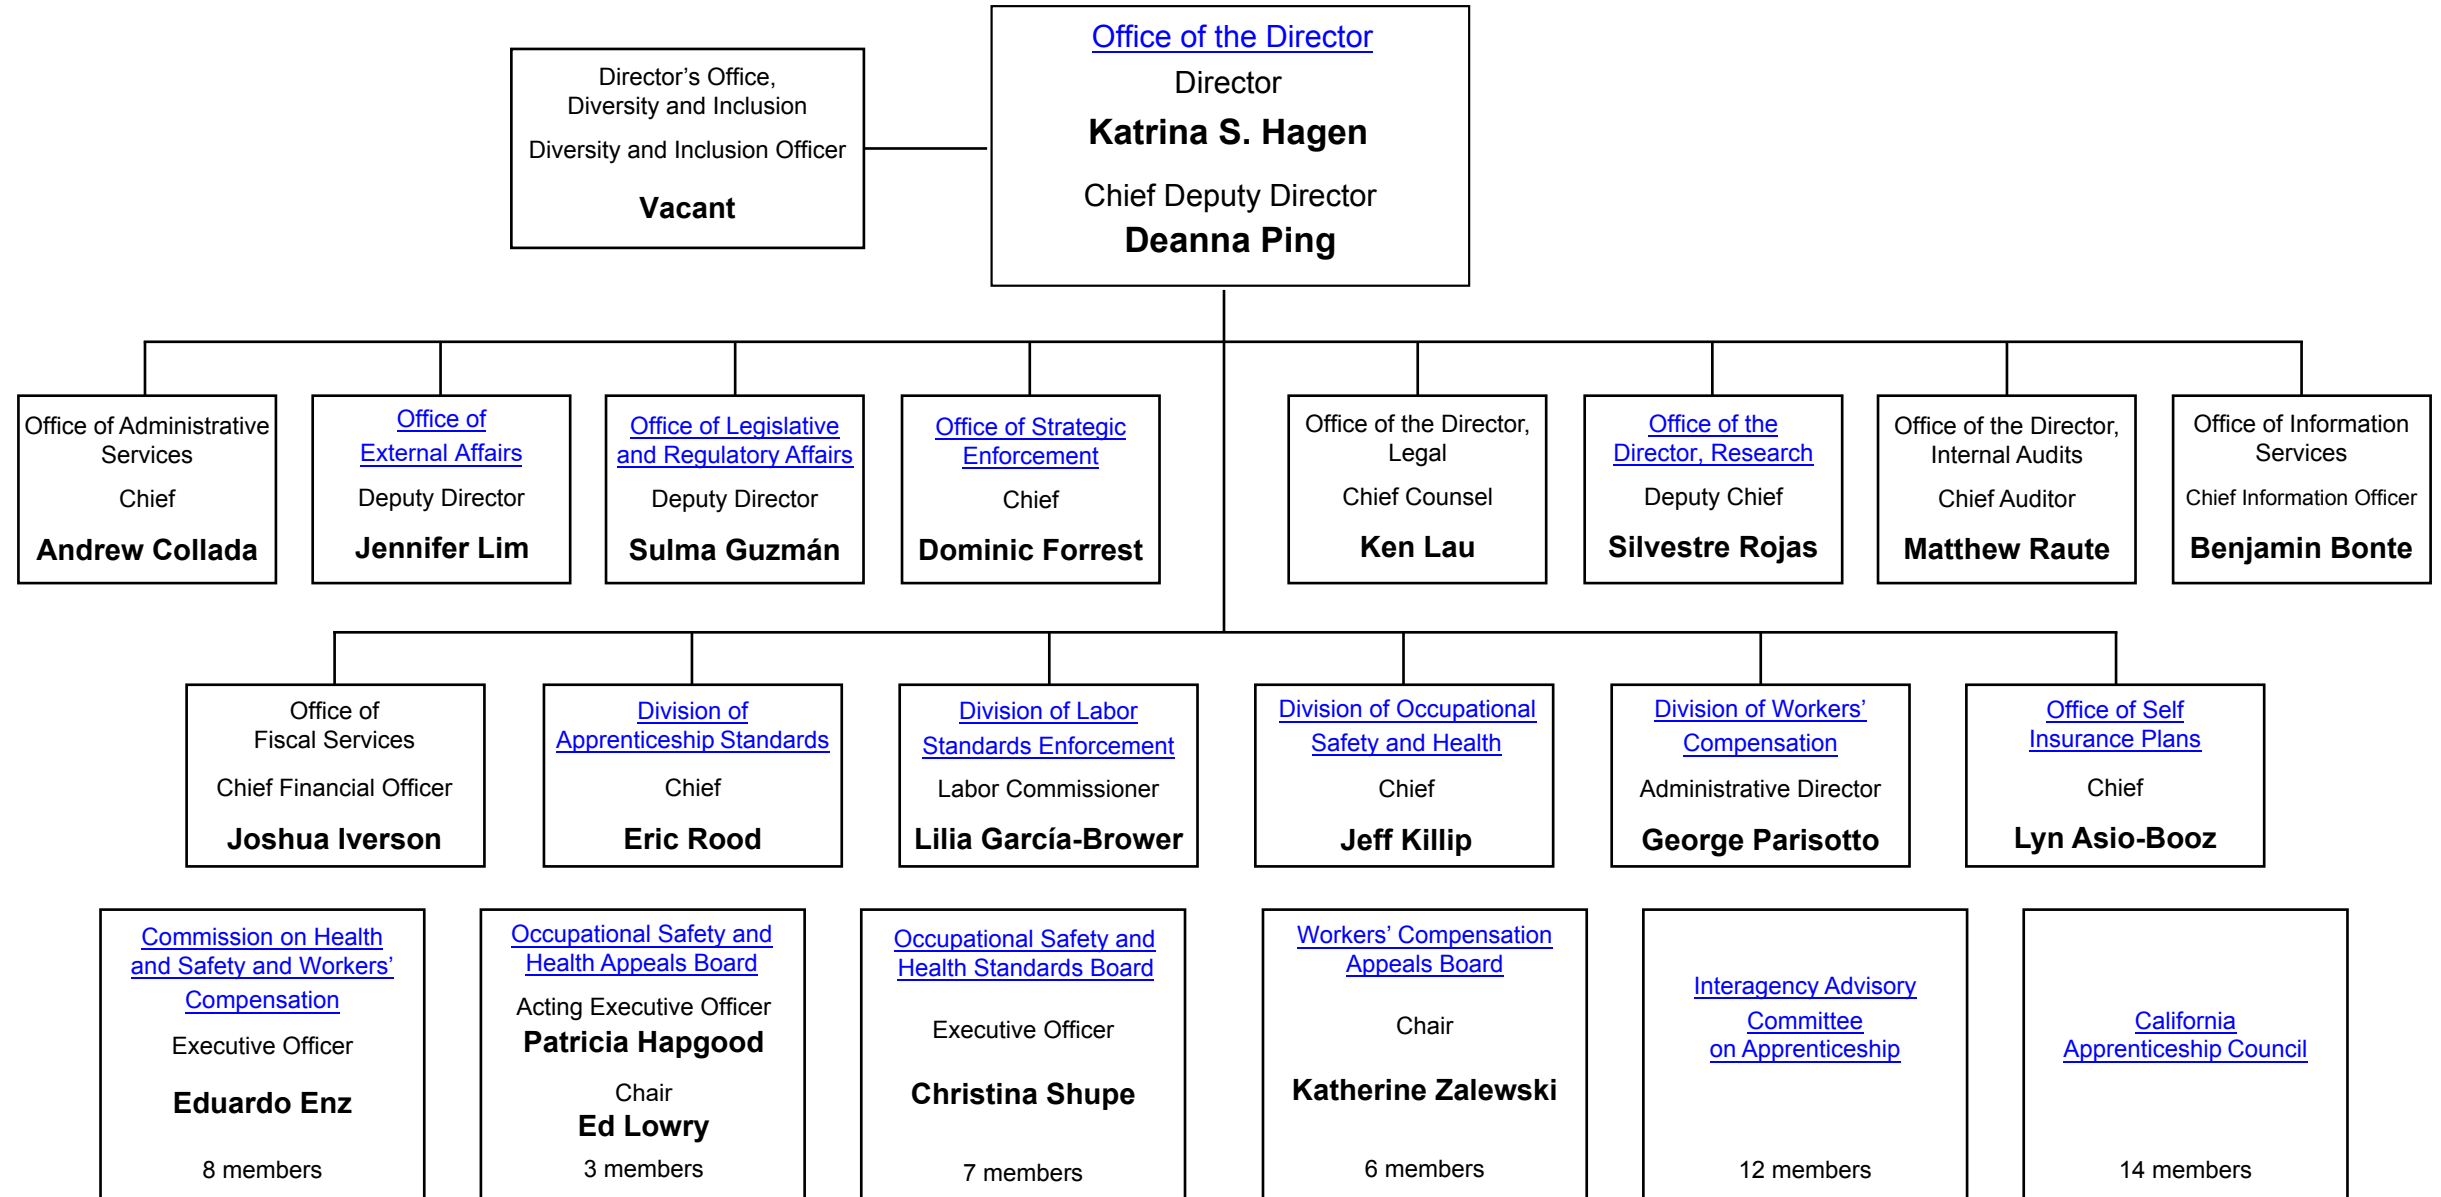 Director’s Office,
Diversity and Inclusion
Diversity and Inclusion Officer
Vacant
Office of the Director
Director
Katrina S. Hagen
Chief Deputy Director
Deanna Ping
Office of Administrative
Services
Chief
Andrew Collada
Office of
External Affairs
Deputy Director
Jennifer Lim
Office of Legislative
and Regulatory Affairs
Deputy Director
Sulma Guzmán
Office of Strategic
Enforcement
Chief
Dominic Forrest
Office of the Director,
Legal
Chief Counsel
Ken Lau
Office of the
Director, Research
Deputy Chief
Silvestre Rojas
Office of the Director,
Internal Audits
Chief Auditor
Matthew Raute
Office of Information
Services
Chief Information Officer
Benjamin Bonte
Office of
Fiscal Services
Chief Financial Officer
Joshua Iverson
Division of
Apprenticeship Standards
Chief
Eric Rood
Division of Labor
Standards Enforcement
Labor Commissioner
Lilia García-Brower
Division of Occupational
Safety and Health
Chief
Jeff Killip
Division of Workers’
Compensation
Administrative Director
George Parisotto
Office of Self
Insurance Plans
Chief
Lyn Asio-Booz
Commission on Health
and Safety and Workers’
Compensation
Executive Officer
Eduardo Enz
8 members
Occupational Safety and
Health Appeals Board
Acting Executive Officer
Patricia Hapgood
Chair
Ed Lowry
3 members
Occupational Safety and
Health Standards Board
Executive Officer
Christina Shupe
7 members
Workers’ Compensation
Appeals Board
Chair
Katherine Zalewski
6 members
Interagency Advisory
Committee
on Apprenticeship
12 members
California
Apprenticeship Council
14 members